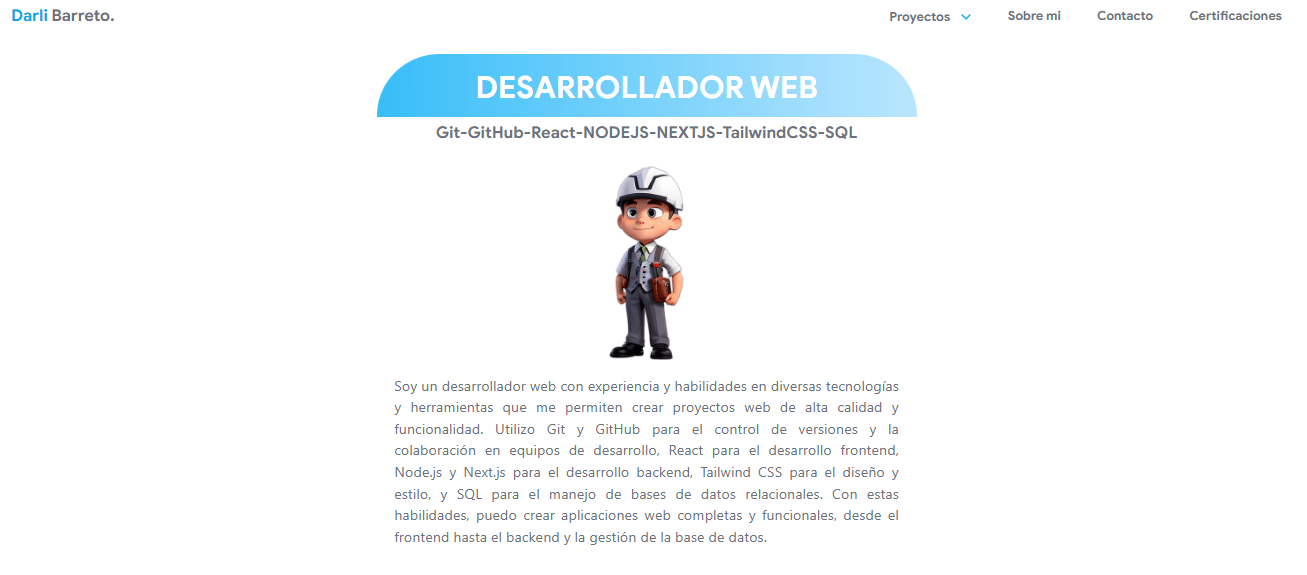 Darli Barreto.
Proyectos
Sobre mi
Contacto
Certificaciones
DESARROLLADOR WEB
Git-GitHub-React-NODEJS-NEXTJS-TailwindCSS-SQL
Soy un desarrollador web con experiencia y habilidades en diversas tecnologías
y herramientas que me permiten crear proyectos web de alta calidad y
funcionalidad. Utilizo Git y GitHub para el control de versiones y la
colaboración en equipos de desarrollo, React para el desarrollo frontend,
Node.js y Next.js para el desarrollo backend, Tailwind CSS para el diseño y
estilo, y SQL para el manejo de bases de datos relacionales. Con estas
habilidades, puedo crear aplicaciones web completas y funcionales, desde el
frontend hasta el backend y la gestión de la base de datos.